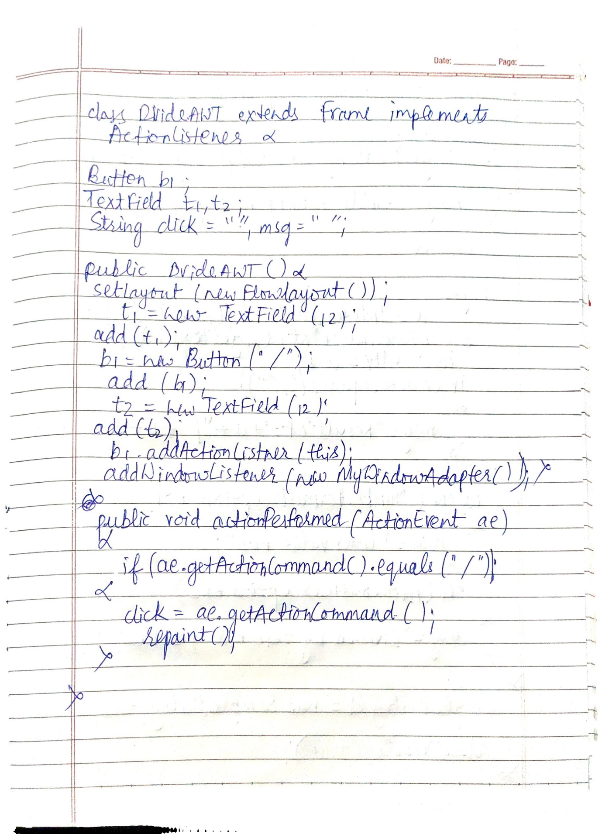 Date: ________ Page: ______
class DvideAWT extends Frame implements
ActionListener {
Button b1;
TextField t1, t2;
String click = "", msg = " ";
public DvideAWT () {
setlayout (new Flowlayout ());
t1 = new TextField (12);
add (t1);
b1 = new Button ("/");
add (b1);
t2 = new TextField (12);
add (t2);
b1.addActionListner (this);
addWindowListener (new MyWindowAdapter()); }
public void actionPerformed (ActionEvent ae)
{
if (ae.getActionCommand().equals ("/"));
{
click = ae.getActionCommand ();
repaint();
}
}